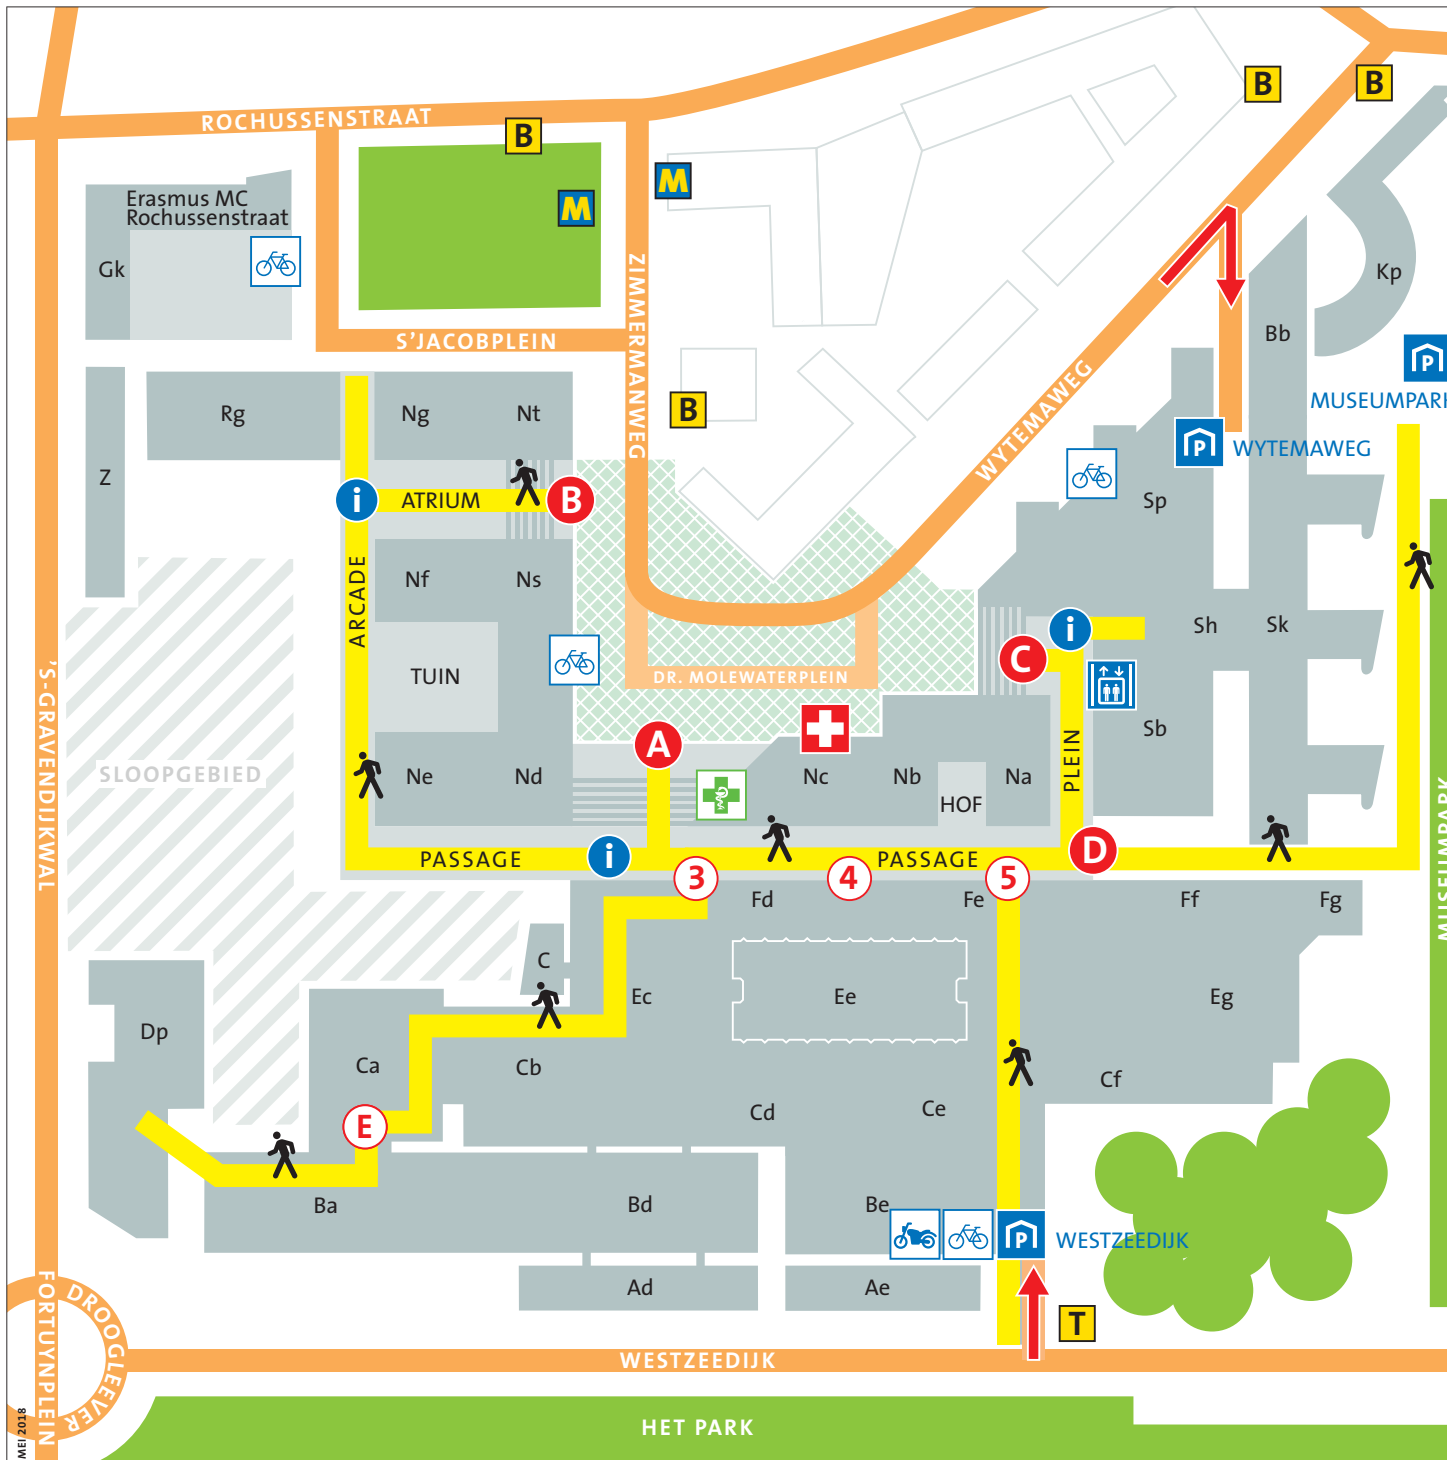 B
B
ROCHUSSENSTRAAT
B
M
M
Erasmus MC
Rochussenstraat
Gk
Kp
ZIMMERMANWEG
S'JACOBPLEIN
Bb
P
MUSEUMPARK
Rg
Ng
Nt
B
WYTEMAWEG
P
WYTEMAWEG
Z
i
ATRIUM
B
Sp
ARCADE
Nf
Ns
i
Sh
Sk
TUIN
C
DR. MOLEWATERPLEIN
'S-GRAVENDIJKWAL
SLOOPGEBIED
A
Sb
PLEIN
Ne
Nd
Nc
Nb
Na
HOF
MUSEUMPARK
PASSAGE
i
PASSAGE
D
3
4
5
Fd
Fe
Ff
Fg
C
Ec
Ee
Eg
Dp
Ca
Cb
Cf
Cd
Ce
E
Ba
Bd
Be
P
WESTZEEDIJK
Ad
Ae
T
DROOGLEEVER
FORTUYNPLEIN
WESTZEEDIJK
HET PARK
MEI 2018